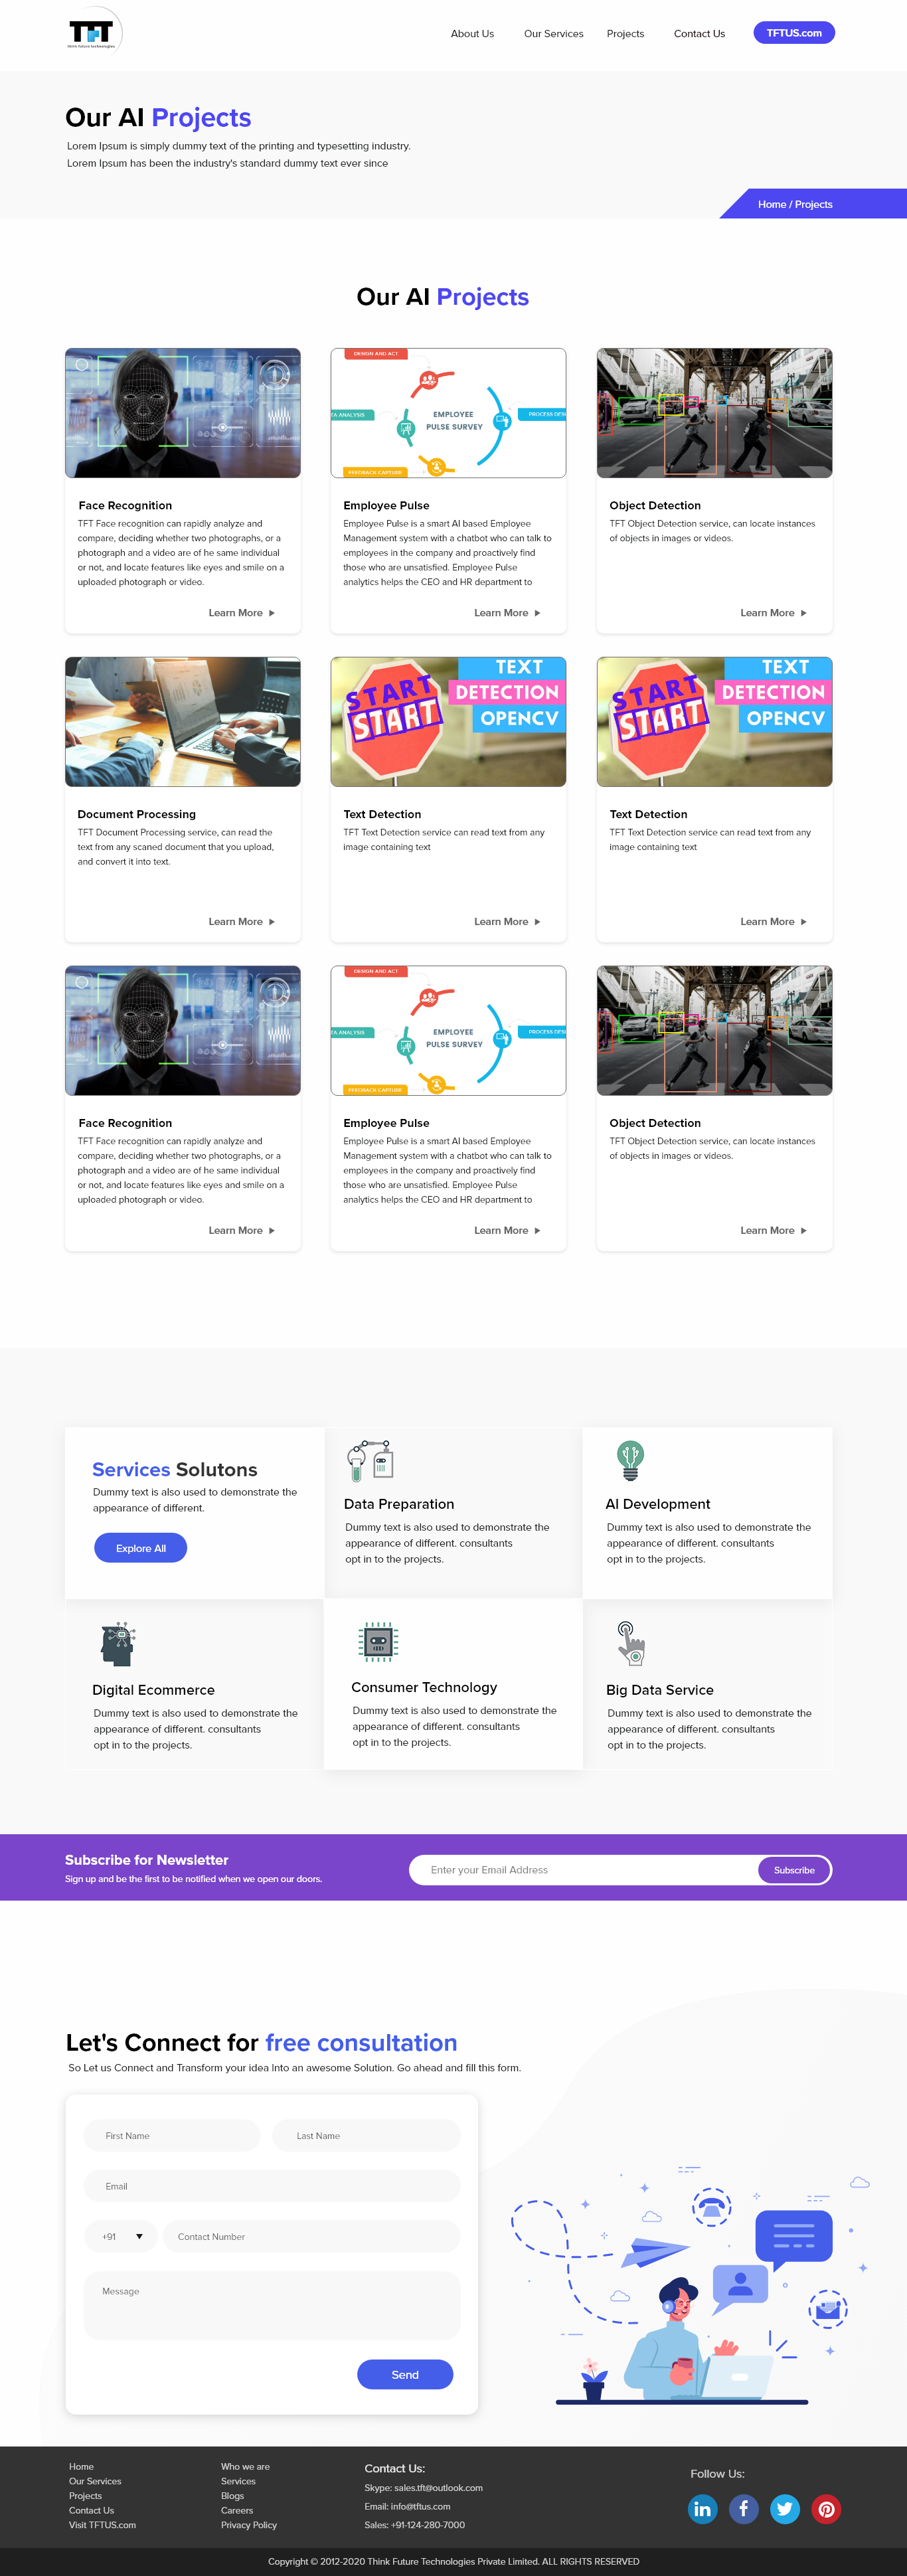 TFT
think future technologies
About Us
Our Services
Projects
Contact Us
TFTUS.com
Our AI Projects
Lorem Ipsum is simply dummy text of the printing and typesetting industry.
Lorem Ipsum has been the industry's standard dummy text ever since
Home / Projects
Our AI Projects
Face Recognition
TFT Face recognition can rapidly analyze and
compare, deciding whether two photographs, or a
photograph and a video are of he same individual
or not, and locate features like eyes and smile on a
uploaded photograph or video.
Learn More
DESIGN AND ACT
TA ANALYSIS
EMPLOYEE
PULSE SURVEY
PROCESS DESI
FEEDBACK CAPTURE
Employee Pulse
Employee Pulse is a smart AI based Employee
Management system with a chatbot who can talk to
employees in the company and proactively find
those who are unsatisfied. Employee Pulse
analytics helps the CEO and HR department to
Learn More
Object Detection
TFT Object Detection service, can locate instances
of objects in images or videos.
Learn More
Document Processing
TFT Document Processing service, can read the
text from any scaned document that you upload,
and convert it into text.
Learn More
START
START
TEXT
DETECTION
OPENCV
Text Detection
TFT Text Detection service can read text from any
image containing text
Learn More
START
START
TEXT
DETECTION
OPENCV
Text Detection
TFT Text Detection service can read text from any
image containing text
Learn More
Face Recognition
TFT Face recognition can rapidly analyze and
compare, deciding whether two photographs, or a
photograph and a video are of he same individual
or not, and locate features like eyes and smile on a
uploaded photograph or video.
Learn More
DESIGN AND ACT
TA ANALYSIS
EMPLOYEE
PULSE SURVEY
PROCESS DESI
FEEDBACK CAPTURE
Employee Pulse
Employee Pulse is a smart AI based Employee
Management system with a chatbot who can talk to
employees in the company and proactively find
those who are unsatisfied. Employee Pulse
analytics helps the CEO and HR department to
Learn More
Object Detection
TFT Object Detection service, can locate instances
of objects in images or videos.
Learn More
Services Solutons
Dummy text is also used to demonstrate the
appearance of different.
Explore All
Data Preparation
Dummy text is also used to demonstrate the
appearance of different. consultants
opt in to the projects.
AI Development
Dummy text is also used to demonstrate the
appearance of different. consultants
opt in to the projects.
Digital Ecommerce
Dummy text is also used to demonstrate the
appearance of different. consultants
opt in to the projects.
Consumer Technology
Dummy text is also used to demonstrate the
appearance of different. consultants
opt in to the projects.
Big Data Service
Dummy text is also used to demonstrate the
appearance of different. consultants
opt in to the projects.
Subscribe for Newsletter
Sign up and be the first to be notified when we open our doors.
Enter your Email Address
Subscribe
Let's Connect for free consultation
So Let us Connect and Transform your idea Into an awesome Solution. Go ahead and fill this form.
First Name
Last Name
Email
+91
Contact Number
Message
Send
Home
Our Services
Projects
Contact Us
Visit TFTUS.com
Who we are
Services
Blogs
Careers
Privacy Policy
Contact Us:
Skype: sales.tft@outlook.com
Email: info@tftus.com
Sales: +91-124-280-7000
Follow Us:
in
f
Copyright © 2012-2020 Think Future Technologies Private Limited. ALL RIGHTS RESERVED